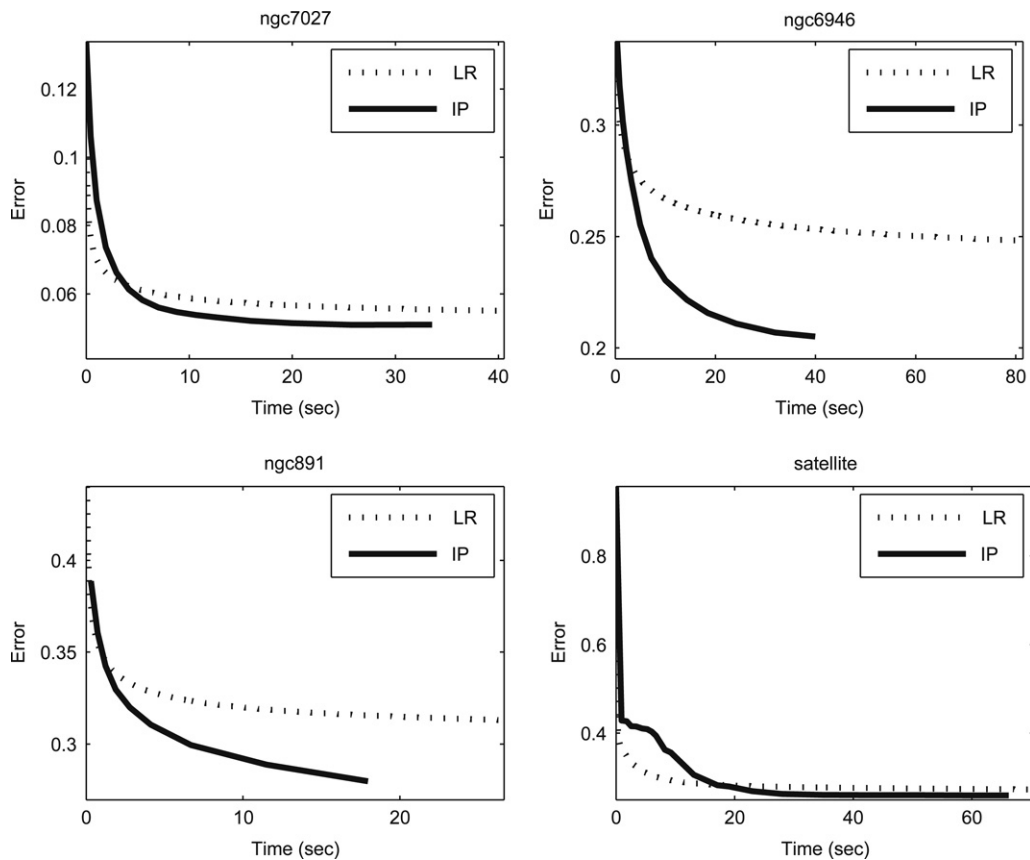 ngc7027
LR
IP
0.12
0.1
0.08
0.06
Error
0 10 20 30 40
Time (sec)
ngc6946
LR
IP
0.3
0.25
0.2
Error
0 20 40 60 80
Time (sec)
ngc891
LR
IP
0.4
0.35
0.3
Error
0 10 20
Time (sec)
satellite
LR
IP
0.8
0.6
0.4
Error
0 20 40 60
Time (sec)